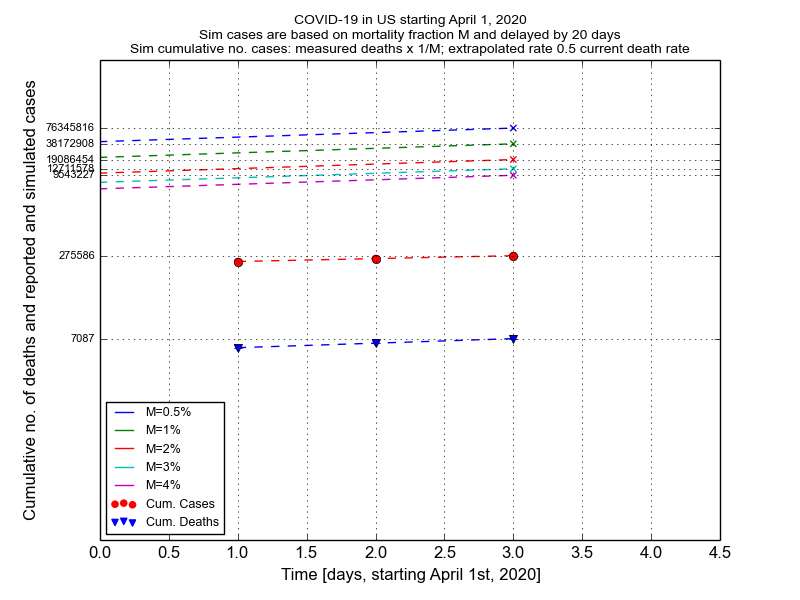 COVID-19 in US starting April 1, 2020
Sim cases are based on mortality fraction M and delayed by 20 days
Sim cumulative no. cases: measured deaths x 1/M; extrapolated rate 0.5 current death rate
Cumulative no. of deaths and reported and simulated cases
76345816
38172908
19086454
12711578
9543227
275586
7087
M=0.5%
M=1%
M=2%
M=3%
M=4%
Cum. Cases
Cum. Deaths
0.0 0.5 1.0 1.5 2.0 2.5 3.0 3.5 4.0 4.5
Time [days, starting April 1st, 2020]